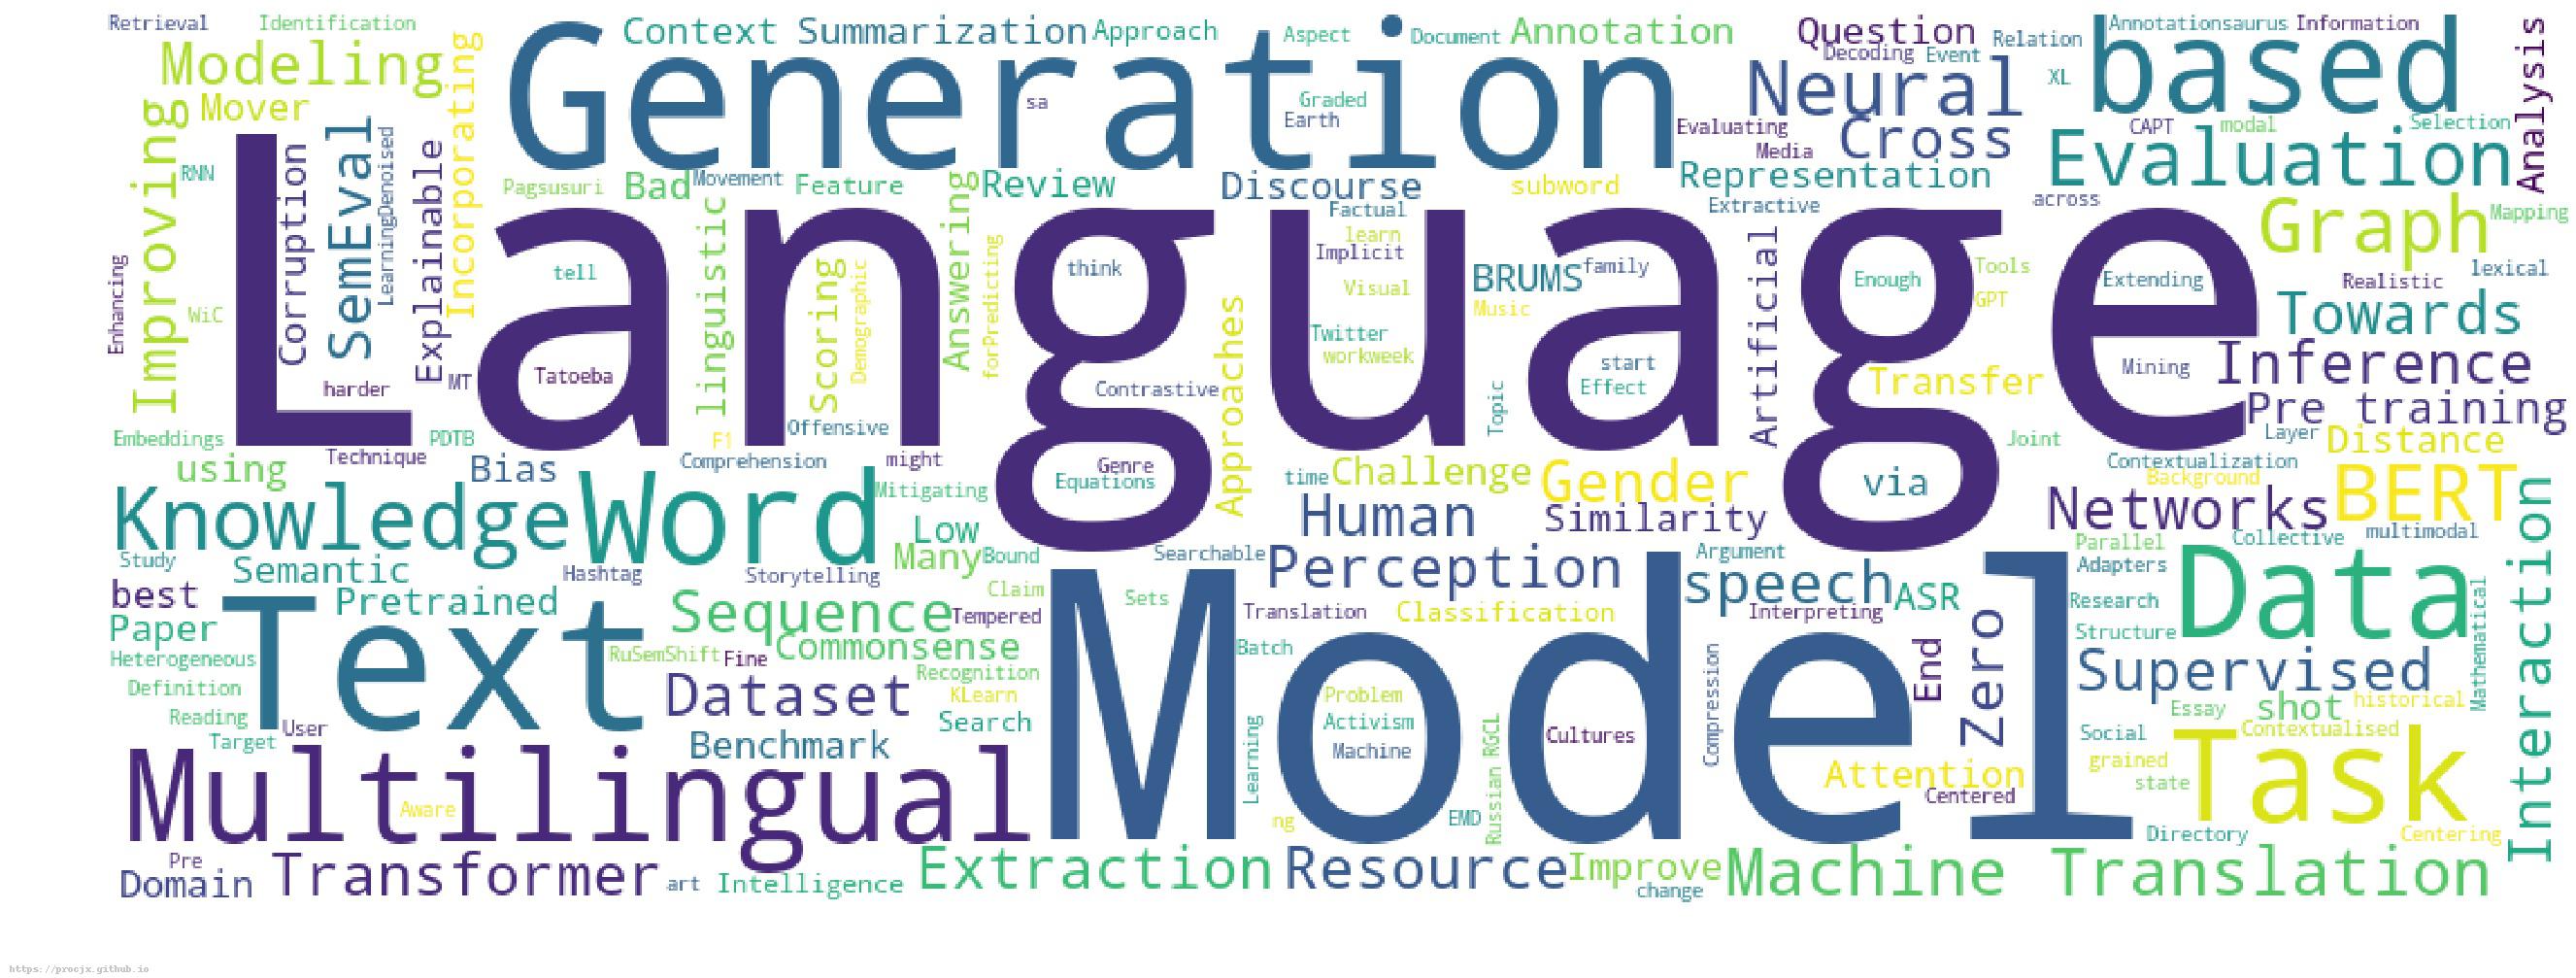 Retrieval
Identification
Generation
Context
Summarization
Approach
Aspect
Document
Annotation
Question
Annotationsaurus
Information
Relation
Decoding
Event
based
Analysis
Modeling
Mover
Improving
Incorporating
Neural
XL
sa
Graded
Earth
Evaluating
Cross
CAPT
modal
Selection
Media
Evaluation
Language
RNN
Corruption
SemEval
LearningDenoised
Explainable
Pagsusuri
Bad
Movement
Feature
Review
Discourse
subword
Representation
Extractive
across
Mapping
Graph
Factual
learn
Implicit
linguistic
Answering
Enhancing
tell
Scoring
Demographic
forPredicting
think
BRUMS
family
Artificial
Enough
Tools
Extending
Realistic
lexical
Visual
Music
GPT
WiC
Towards
Approaches
Twitter
workweek
start
Effect
Mining
Inference
harder
MT
Tatoeba
Contrastive
Transfer
Pre training
Topic
Embeddings
PDTB
F1
Offensive
Joint
Layer
Distance
Technique
using
Bias
Comprehension
might
Genre
Equations
time
Challenge
Gender
via
Contextualization
Background
BERT
Knowledge
Word
Mitigating
Low
Human
Similarity
Networks
Interaction
Study
Semantic
Hashtag
Storytelling
Many
Bound
Searchable
Perception
Argument
Parallel
Collective
multimodal
Adapters
speech
ASR
Data
best
Pretrained
Text
Sequence
Tempered
Claim
Sets
Model
Translation
Classification
Interpreting
Research
Paper
Structure
Mathematical
Heterogeneous
RuSemShift
Fine
Commonsense
Batch
End
Zero
Supervised
Recognition
Definition
Dataset
KLearn
Compression
Problem
Reading
Search
Activism
Essay
shot
historical
User
Target
Benchmark
Learning
Machine
Cultures
Russian RGCL
Social
Contextualised
Task
Multilingual
grained
Attention
state
Centered
Aware
ng
EMD
Directory
Centering
Pre
Domain
Transformer
art
Intelligence
Extraction
Resource
Improve
change
Machine Translation
https://procjx.github.io